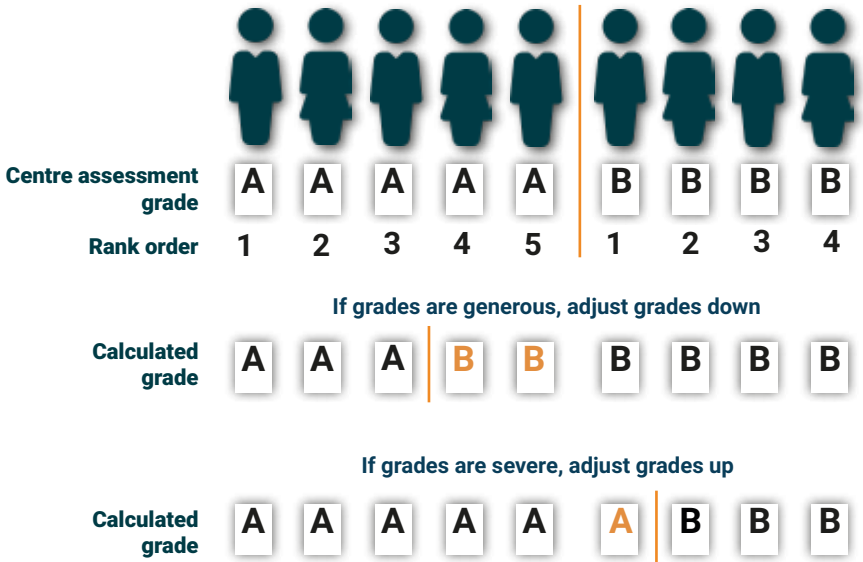 Centre assessment
grade
A A A A A B B B B
Rank order
1 2 3 4 5 1 2 3 4
If grades are generous, adjust grades down
Calculated
grade
A A A B B B B B B
If grades are severe, adjust grades up
Calculated
grade
A A A A A A B B B